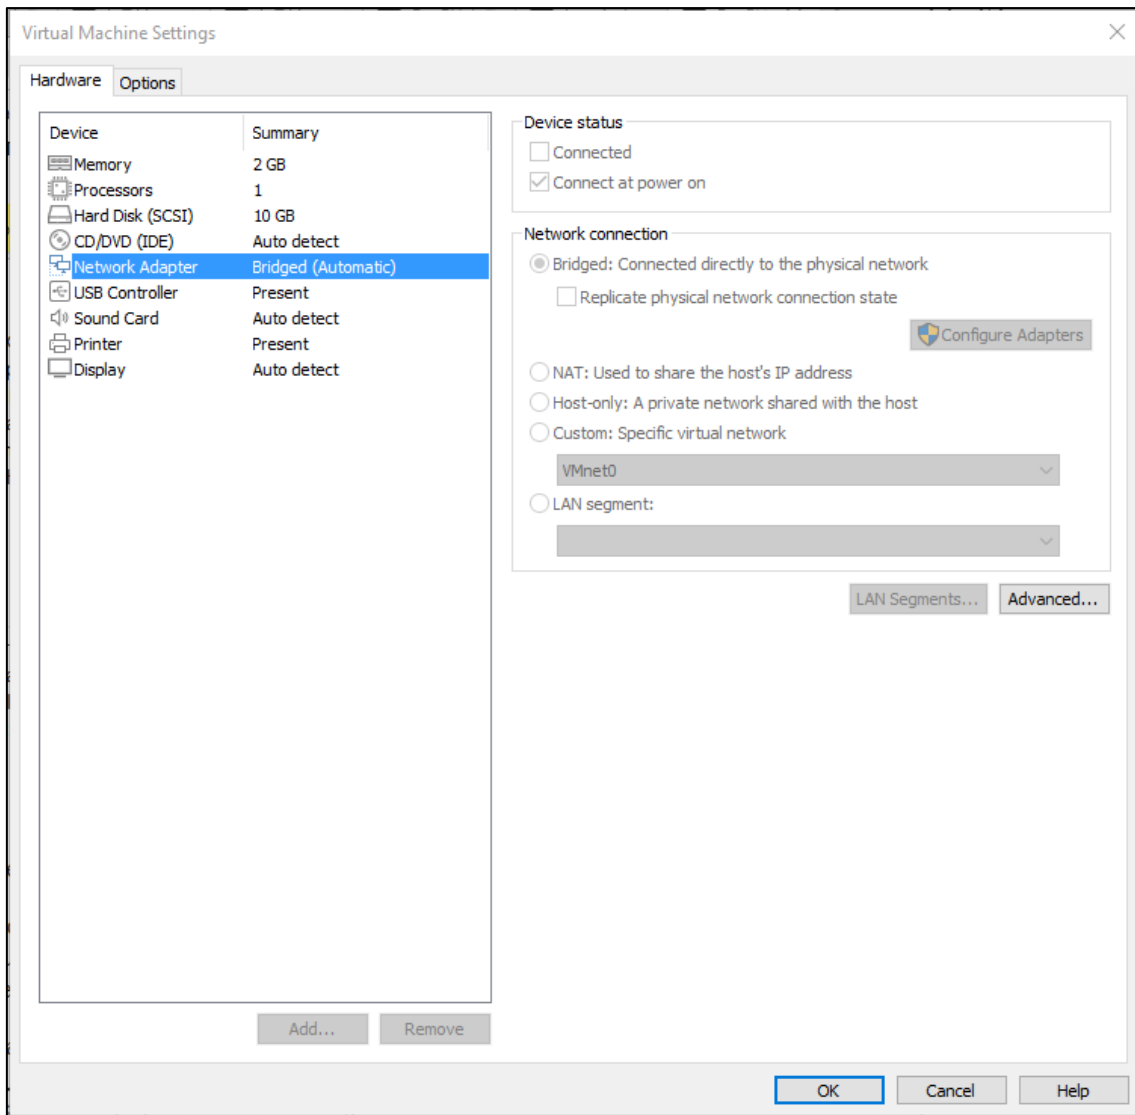 Virtual Machine Settings
Hardware Options
Device Summary
Memory 2 GB
Processors 1
Hard Disk (SCSI) 10 GB
CD/DVD (IDE) Auto detect
Network Adapter Bridged (Automatic)
USB Controller Present
Sound Card Auto detect
Printer Present
Display Auto detect
Add... Remove
Device status
Connected
Connect at power on
Network connection
Bridged: Connected directly to the physical network
Replicate physical network connection state
Configure Adapters
NAT: Used to share the host's IP address
Host-only: A private network shared with the host
Custom: Specific virtual network
VMnet0
LAN segment:
LAN Segments... Advanced...
OK Cancel Help